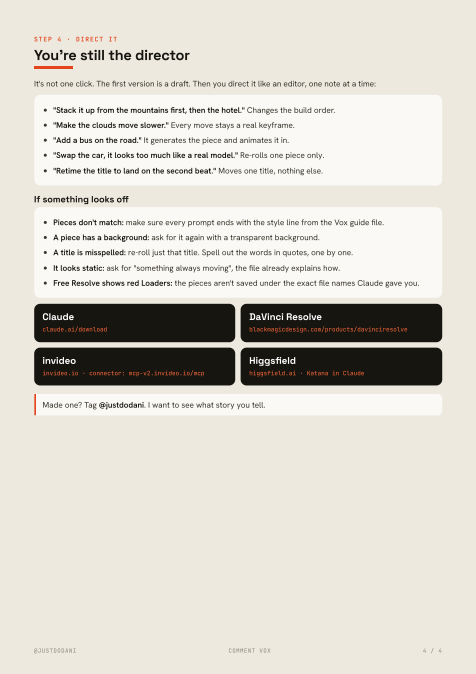 STEP 4 · DIRECT IT
You're still the director
It's not one click. The first version is a draft. Then you direct it like an editor, one note at a time:
• "Stack it up from the mountains first, then the hotel." Changes the build order.
• "Make the clouds move slower." Every move stays a real keyframe.
• "Add a bus on the road." It generates the piece and animates it in.
• "Swap the car, it looks too much like a real model." Re-rolls one piece only.
• "Retime the title to land on the second beat." Moves one title, nothing else.
If something looks off
• Pieces don't match: make sure every prompt ends with the style line from the Vox guide file.
• A piece has a background: ask for it again with a transparent background.
• A title is misspelled: re-roll just that title. Spell out the words in quotes, one by one.
• It looks static: ask for "something always moving", the file already explains how.
• Free Resolve shows red Loaders: the pieces aren't saved under the exact file names Claude gave you.
Claude
claude.ai/download
DaVinci Resolve
blackmagicdesign.com/products/davinciresolve
invideo
invideo.io · connector: mcp-v2.invideo.io/mcp
Higgsfield
higgsfield.ai · Katana in Claude
Made one? Tag @justdodani. I want to see what story you tell.
@JUSTDODANI
COMMENT VOX
4 / 4